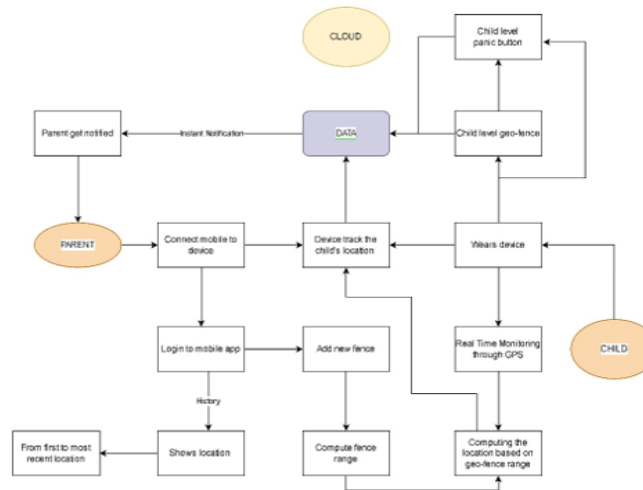 CLOUD
Child level
panic button
Parent get notified
Instant Notification
DATA
Child level geo-fence
PARENT
Connect mobile to
device
Device track the
child's location
Wears device
Login to mobile app
Add new fence
Real Time Monitoring
through GPS
CHILD
History
From first to most
recent location
Shows location
Compute fence
range
Computing the
location based on
geo-fence range